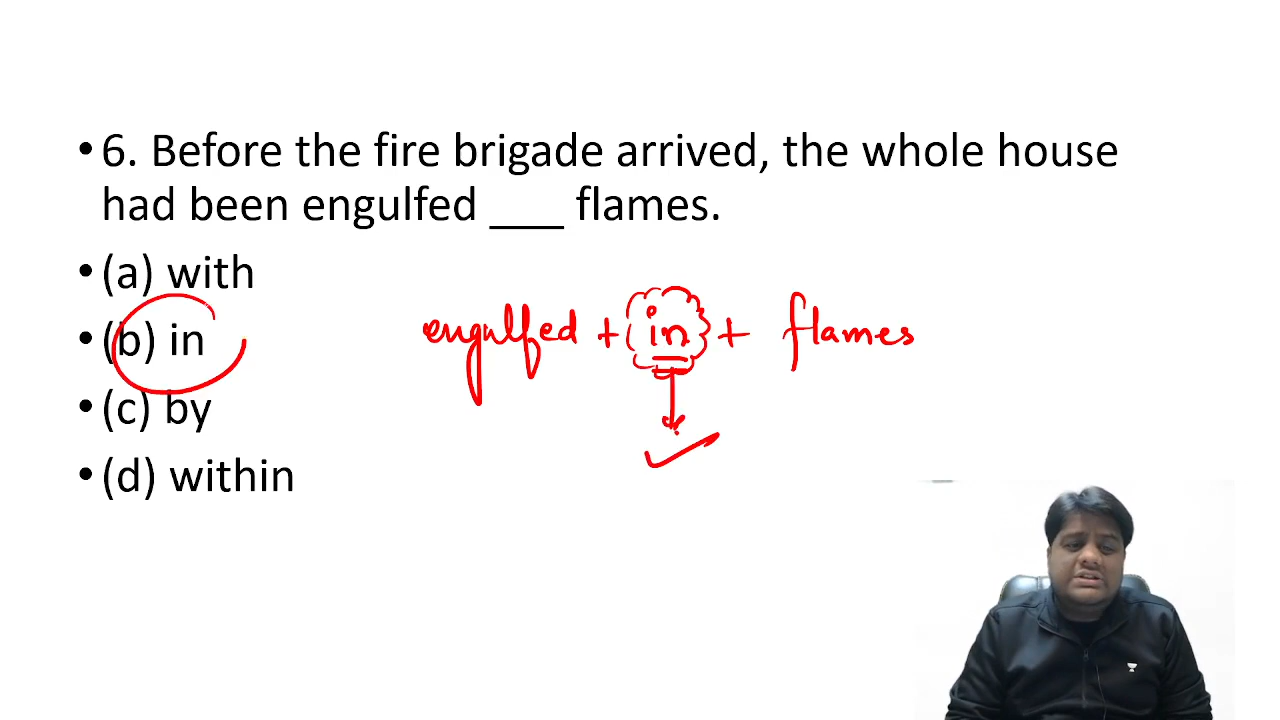 • 6. Before the fire brigade arrived, the whole house
had been engulfed ___ flames.
• (a) with
• (b) in
engulfed + in + flames
• (c) by
• (d) within